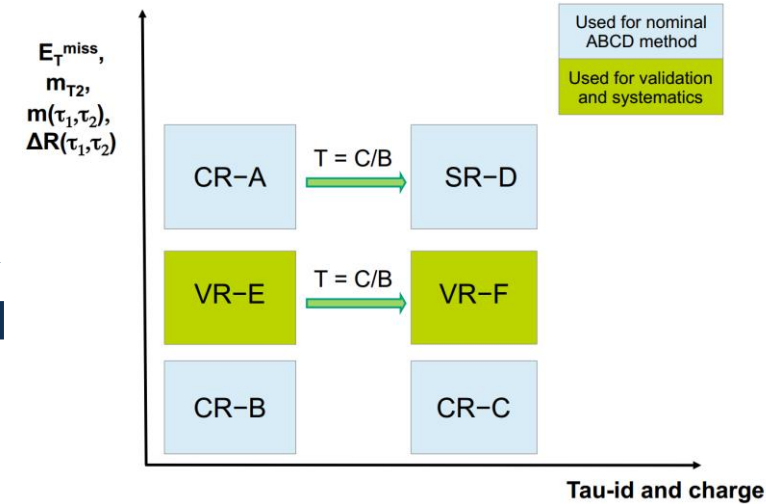 E_T^miss,
m_T2,
m(τ₁,τ₂),
ΔR(τ₁,τ₂)
Used for nominal
ABCD method
Used for validation
and systematics
CR−A
T = C/B
SR−D
VR−E
T = C/B
VR−F
CR−B
CR−C
Tau-id and charge